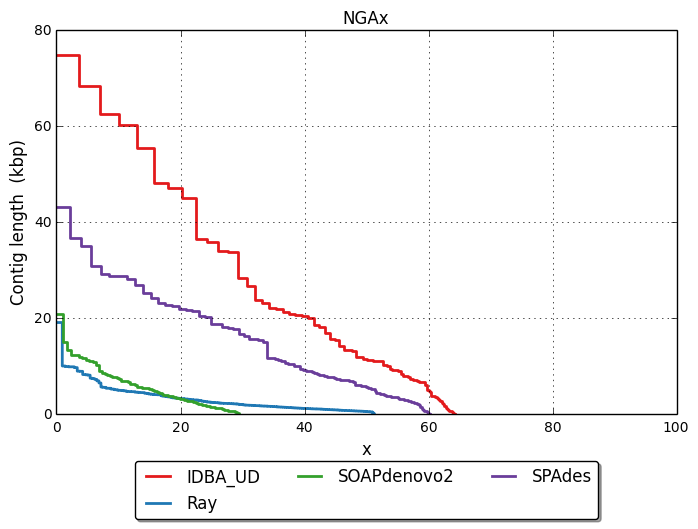 NGAx
80
60
40
20
0
Contig length (kbp)
0 20 40 60 80 100
x
IDBA_UD SOAPdenovo2 SPAdes
Ray